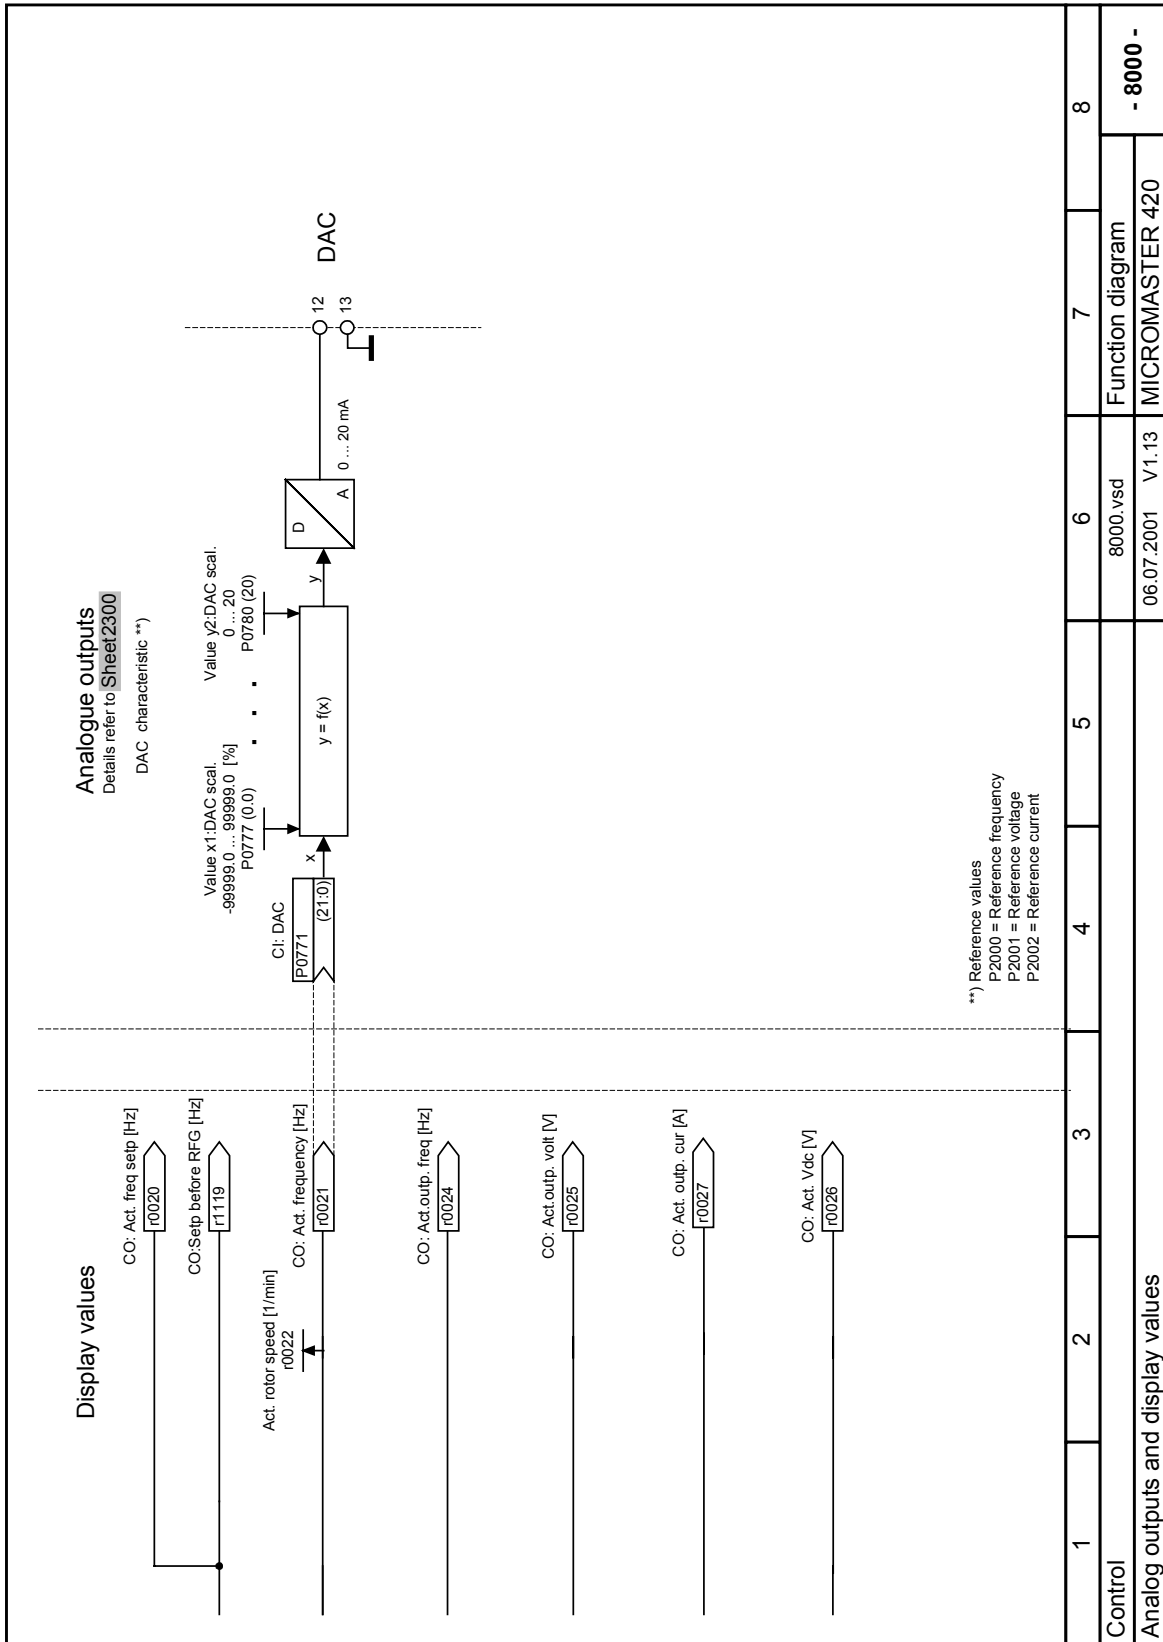 Display values
CO: Act. freq setp [Hz]
r0020
CO:Setp before RFG [Hz]
r1119
Act. rotor speed [1/min]
r0022
CO: Act. frequency [Hz]
r0021
CO: Act.outp. freq [Hz]
r0024
CO: Act.outp. volt [V]
r0025
CO: Act. outp. cur [A]
r0027
CO: Act. Vdc [V]
r0026
Analogue outputs
Details refer to Sheet2300
DAC characteristic **)
Value x1:DAC scal.
-99999.0 ... 99999.0 [%]
P0777 (0.0)
. . .
Value y2:DAC scal.
0 ... 20
P0780 (20)
CI: DAC
P0771
(21:0)
x
y = f(x)
y
D
A
0 ... 20 mA
12
13
DAC
**) Reference values
P2000 = Reference frequency
P2001 = Reference voltage
P2002 = Reference current
1 2 3 4 5 6 7 8
Control
8000.vsd
Function diagram
- 8000 -
Analog outputs and display values
06.07.2001 V1.13
MICROMASTER 420